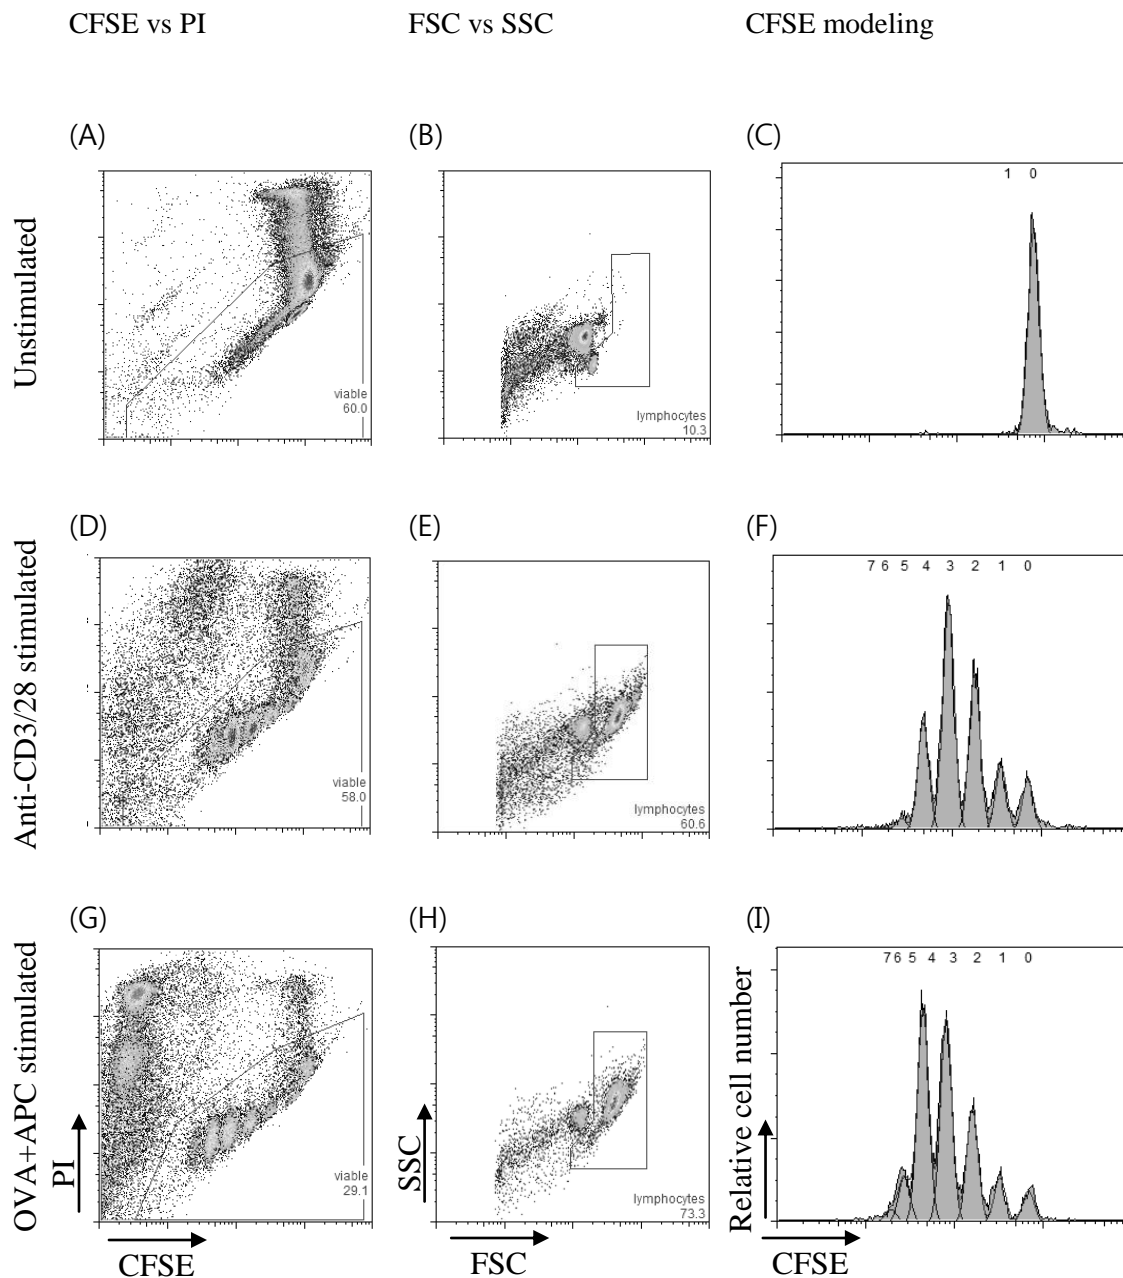 CFSE vs PI
FSC vs SSC
CFSE modeling
Unstimulated
(A)
viable
60.0
(B)
lymphocytes
10.3
(C)
1 0
Anti-CD3/28 stimulated
(D)
viable
58.0
(E)
lymphocytes
60.6
(F)
7 6 5 4 3 2 1 0
OVA+APC stimulated
(G)
PI
viable
29.1
CFSE
(H)
SSC
lymphocytes
73.3
FSC
(I)
Relative cell number
7 6 5 4 3 2 1 0
CFSE